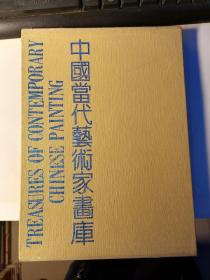 中國當代藝術家畫庫
TREASURES OF CONTEMPORARY
CHINESE PAINTING